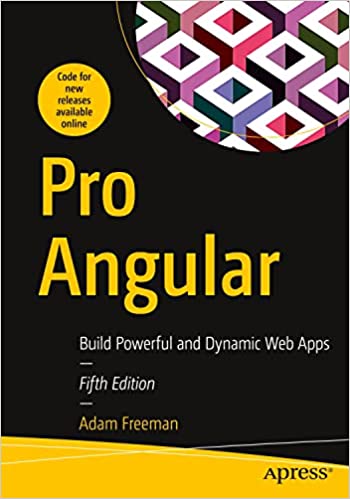 Code for
new
releases
available
online
Pro
Angular
Build Powerful and Dynamic Web Apps
—
Fifth Edition
—
Adam Freeman
Apress®